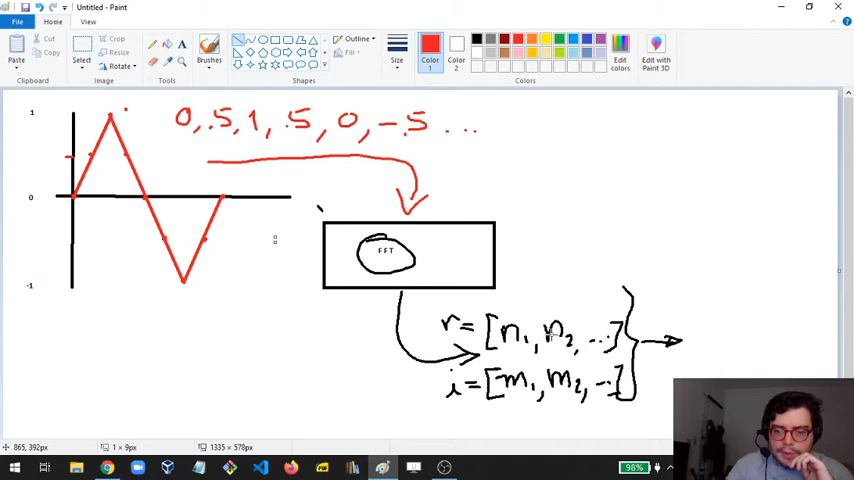 Untitled - Paint
File
Home
View
Paste
Cut
Copy
Clipboard
Select
Crop
Resize
Rotate
Image
Tools
Brushes
Shapes
Outline
Fill
Size
Color
1
Color
2
Colors
Edit
colors
Edit with
Paint 3D
1
0
-1
0, .5, 1, .5, 0, -.5 ...
FFT
r = [n1, n2, ...]
i = [m1, m2, ...]
865, 392px
1 × 9px
1335 × 578px
98%